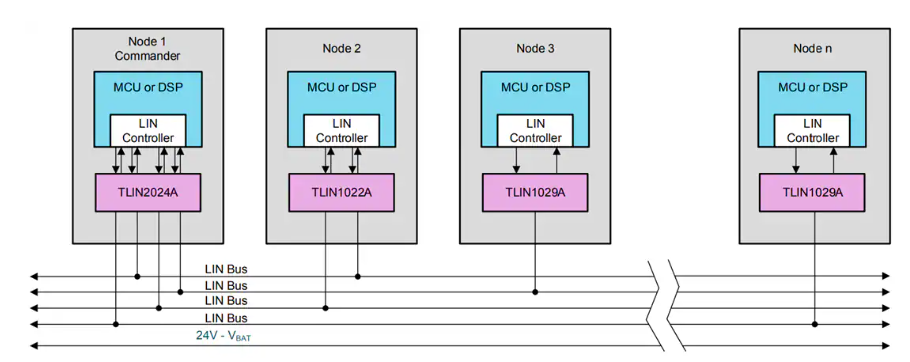 Node 1
Commander
MCU or DSP
LIN
Controller
TLIN2024A
Node 2
MCU or DSP
LIN
Controller
TLIN1022A
Node 3
MCU or DSP
LIN
Controller
TLIN1029A
Node n
MCU or DSP
LIN
Controller
TLIN1029A
LIN Bus
LIN Bus
LIN Bus
LIN Bus
24V - VBAT